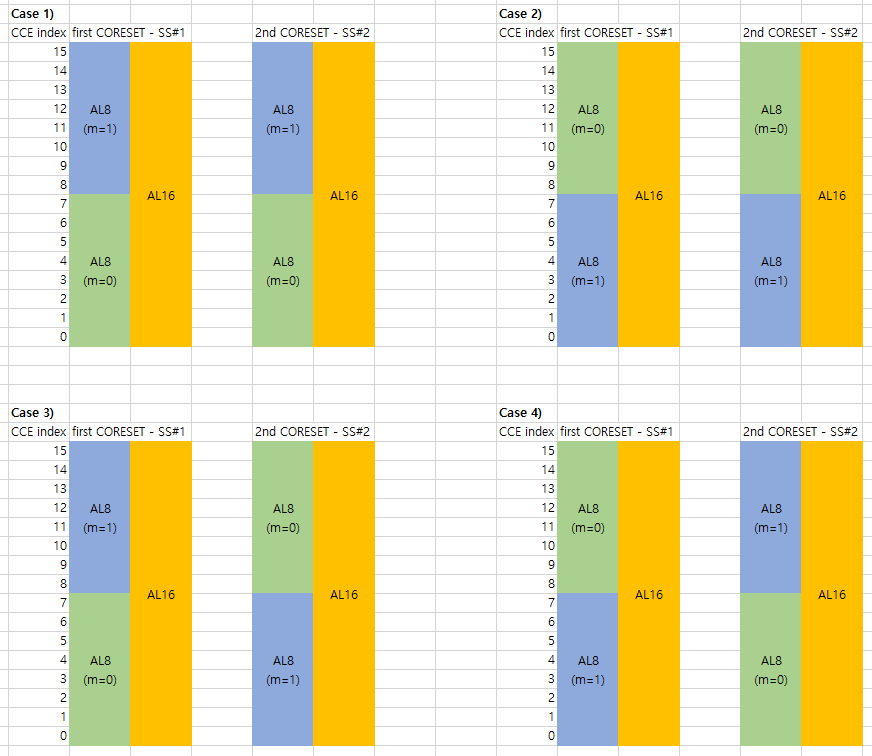 Case 1)
CCE index first CORESET - SS#1 2nd CORESET - SS#2
15
14
13
12 AL8 AL8
11 (m=1) (m=1)
10
9
8
AL16 AL16
7
6
5
4 AL8 AL8
3 (m=0) (m=0)
2
1
0
Case 2)
CCE index first CORESET - SS#1 2nd CORESET - SS#2
15
14
13
12 AL8 AL8
11 (m=0) (m=0)
10
9
8
AL16 AL16
7
6
5
4 AL8 AL8
3 (m=1) (m=1)
2
1
0
Case 3)
CCE index first CORESET - SS#1 2nd CORESET - SS#2
15
14
13
12 AL8 AL8
11 (m=1) (m=0)
10
9
8
AL16 AL16
7
6
5
4 AL8 AL8
3 (m=0) (m=1)
2
1
0
Case 4)
CCE index first CORESET - SS#1 2nd CORESET - SS#2
15
14
13
12 AL8 AL8
11 (m=0) (m=1)
10
9
8
AL16 AL16
7
6
5
4 AL8 AL8
3 (m=1) (m=0)
2
1
0